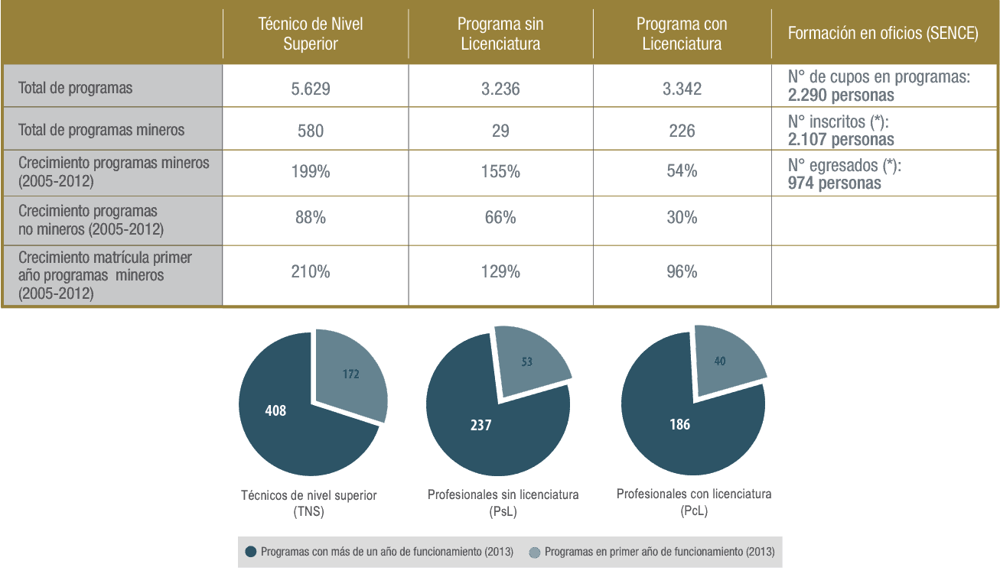 Técnico de Nivel
Superior
Programa sin
Licenciatura
Programa con
Licenciatura
Formación en oficios (SENCE)
Total de programas
5.629
3.236
3.342
N° de cupos en programas:
2.290 personas
Total de programas mineros
580
29
226
N° inscritos (*):
2.107 personas
Crecimiento programas mineros
(2005-2012)
199%
155%
54%
N° egresados (*):
974 personas
Crecimiento programas
no mineros (2005-2012)
88%
66%
30%
Crecimiento matrícula primer
año programas mineros
(2005-2012)
210%
129%
96%
172
408
53
237
40
186
Técnicos de nivel superior
(TNS)
Profesionales sin licenciatura
(PsL)
Profesionales con licenciatura
(PcL)
Programas con más de un año de funcionamiento (2013)
Programas en primer año de funcionamiento (2013)